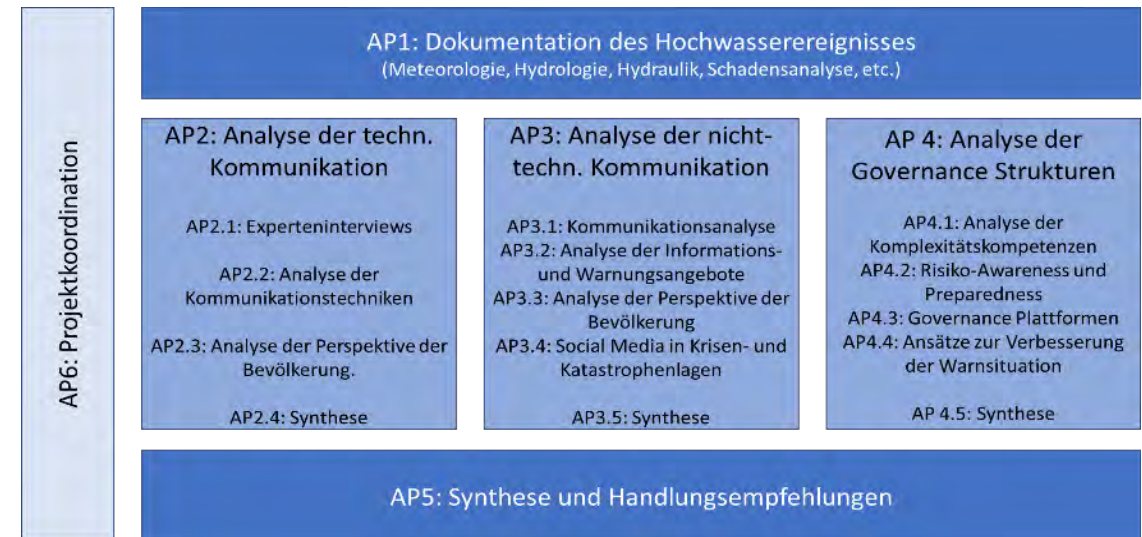 AP6: Projektkoordination
AP1: Dokumentation des Hochwasserereignisses
(Meteorologie, Hydrologie, Hydraulik, Schadensanalyse, etc.)
AP2: Analyse der techn.
Kommunikation
AP2.1: Experteninterviews
AP2.2: Analyse der
Kommunikationstechniken
AP2.3: Analyse der Perspektive der
Bevölkerung.
AP2.4: Synthese
AP3: Analyse der nicht-
techn. Kommunikation
AP3.1: Kommunikationsanalyse
AP3.2: Analyse der Informations-
und Warnungsangebote
AP3.3: Analyse der Perspektive der
Bevölkerung
AP3.4: Social Media in Krisen- und
Katastrophenlagen
AP3.5: Synthese
AP 4: Analyse der
Governance Strukturen
AP4.1: Analyse der
Komplexitätskompetenzen
AP4.2: Risiko-Awareness und
Preparedness
AP4.3: Governance Plattformen
AP4.4: Ansätze zur Verbesserung
der Warnsituation
AP 4.5: Synthese
AP5: Synthese und Handlungsempfehlungen